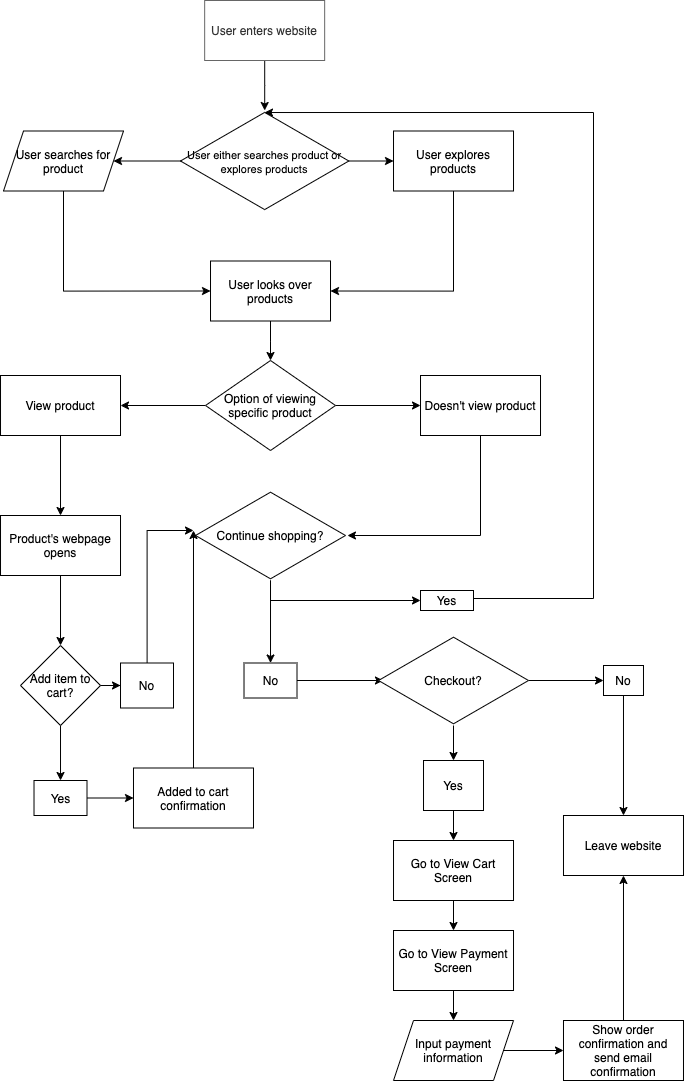 User enters website
User searches for
product
User either searches product or
explores products
User explores
products
User looks over
products
View product
Option of viewing
specific product
Doesn't view product
Product's webpage
opens
Continue shopping?
Yes
Add item to
cart?
No
No
Checkout?
No
Yes
Added to cart
confirmation
Yes
Leave website
Go to View Cart
Screen
Go to View Payment
Screen
Input payment
information
Show order
confirmation and
send email
confirmation